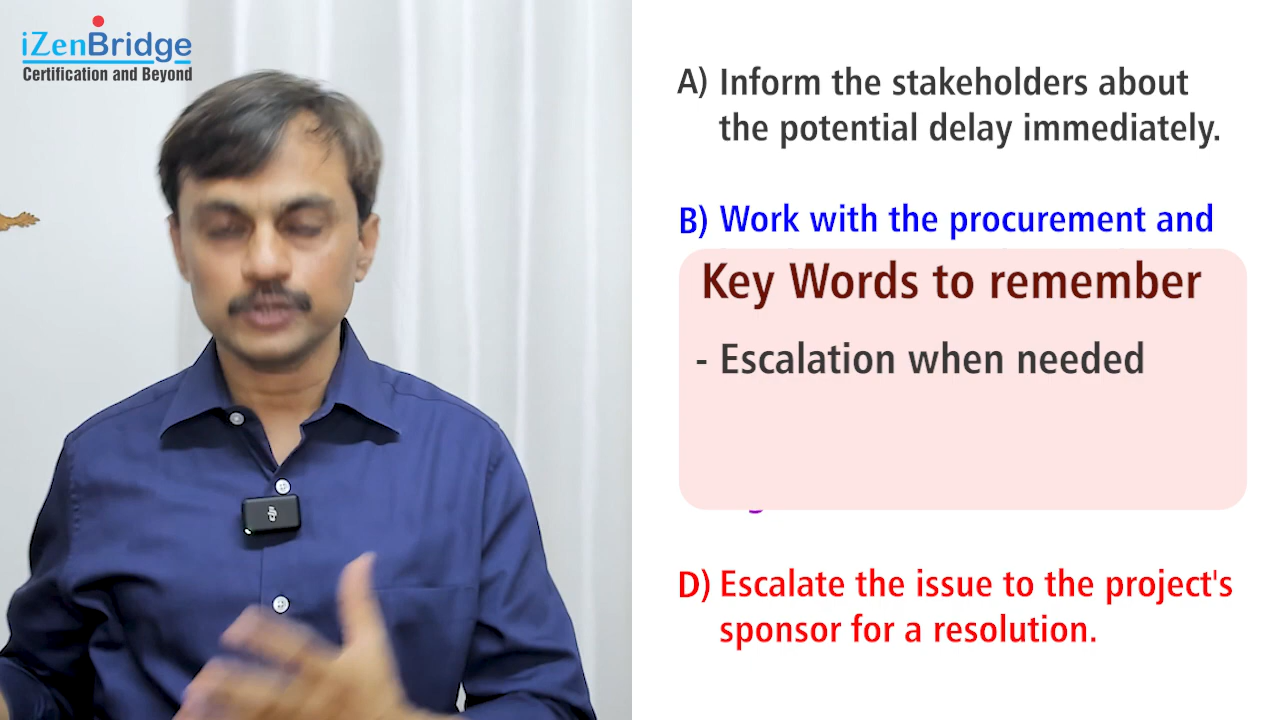 iZenBridge
Certification and Beyond
A) Inform the stakeholders about
the potential delay immediately.
B) Work with the procurement and
Key Words to remember
- Escalation when needed
D) Escalate the issue to the project's
sponsor for a resolution.